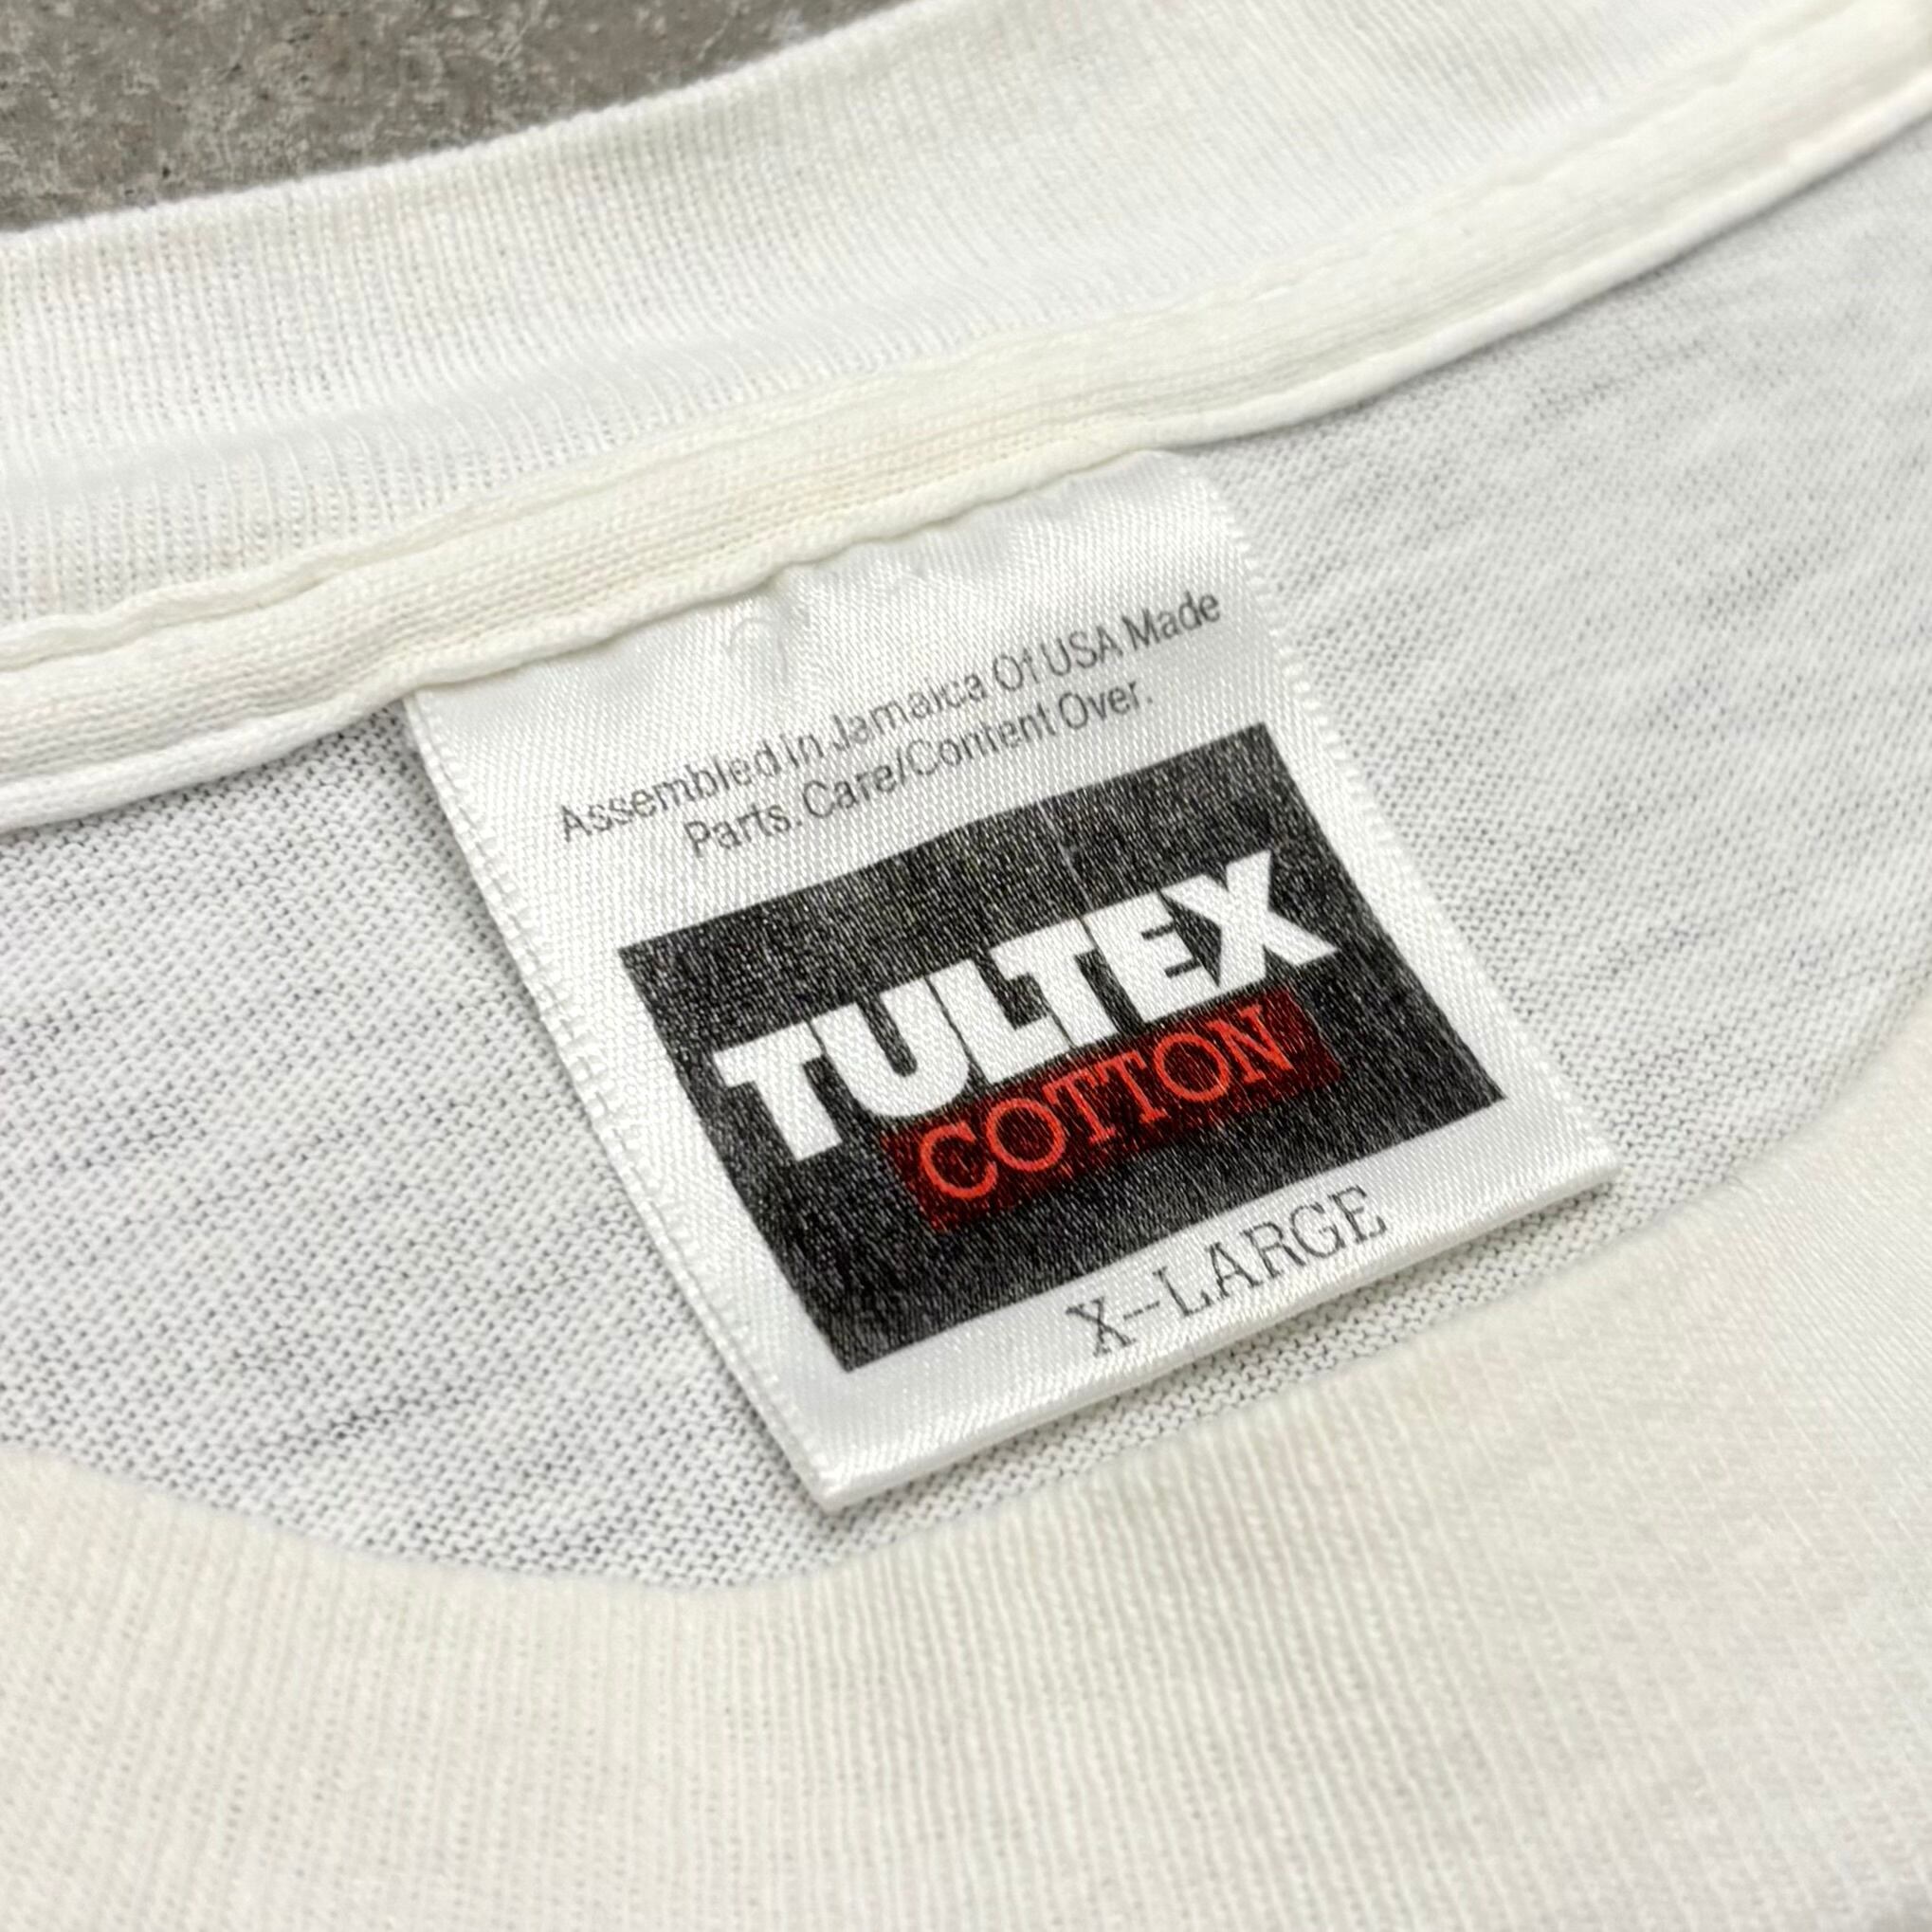 Assembled in Jamaica Of USA Made
Parts. Care/Content Over.
TULTEX
COTTON
X-LARGE